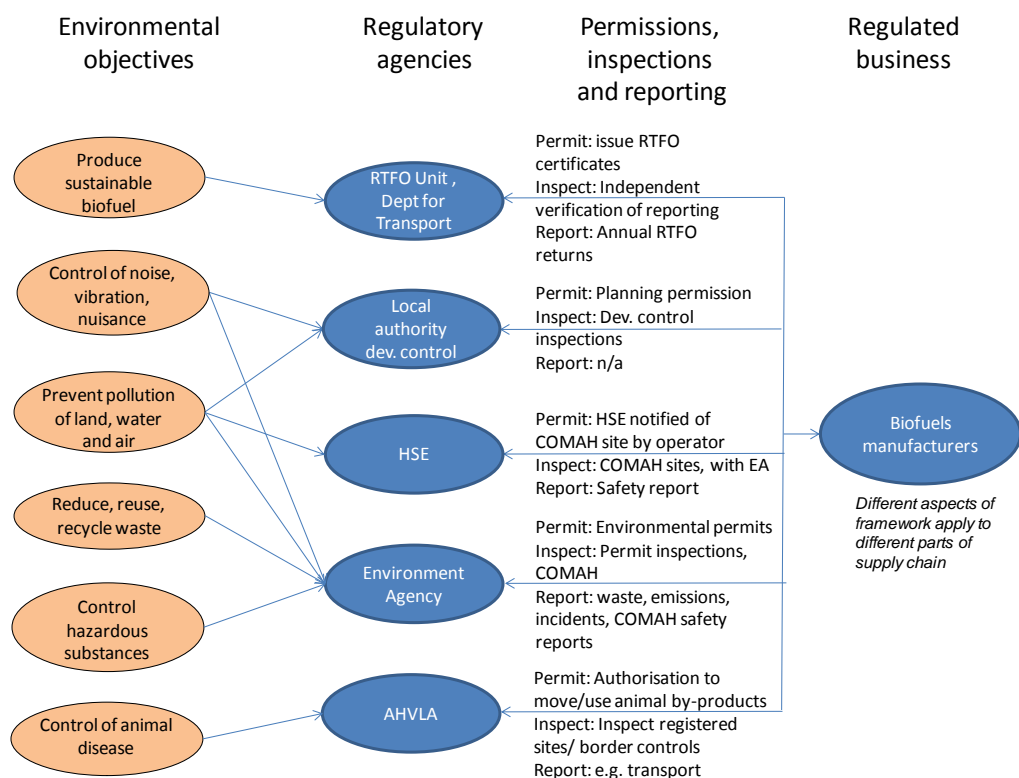 Environmental
objectives
Regulatory
agencies
Permissions,
inspections
and reporting
Regulated
business
Produce
sustainable
biofuel
Control of noise,
vibration,
nuisance
Prevent pollution
of land, water
and air
Reduce, reuse,
recycle waste
Control
hazardous
substances
Control of animal
disease
RTFO Unit ,
Dept for
Transport
Local
authority
dev. control
HSE
Environment
Agency
AHVLA
Permit: issue RTFO
certificates
Inspect: Independent
verification of reporting
Report: Annual RTFO
returns
Permit: Planning permission
Inspect: Dev. control
inspections
Report: n/a
Permit: HSE notified of
COMAH site by operator
Inspect: COMAH sites, with EA
Report: Safety report
Permit: Environmental permits
Inspect: Permit inspections,
COMAH
Report: waste, emissions,
incidents, COMAH safety
reports
Permit: Authorisation to
move/use animal by-products
Inspect: Inspect registered
sites/ border controls
Report: e.g. transport
Biofuels
manufacturers
Different aspects of
framework apply to
different parts of
supply chain